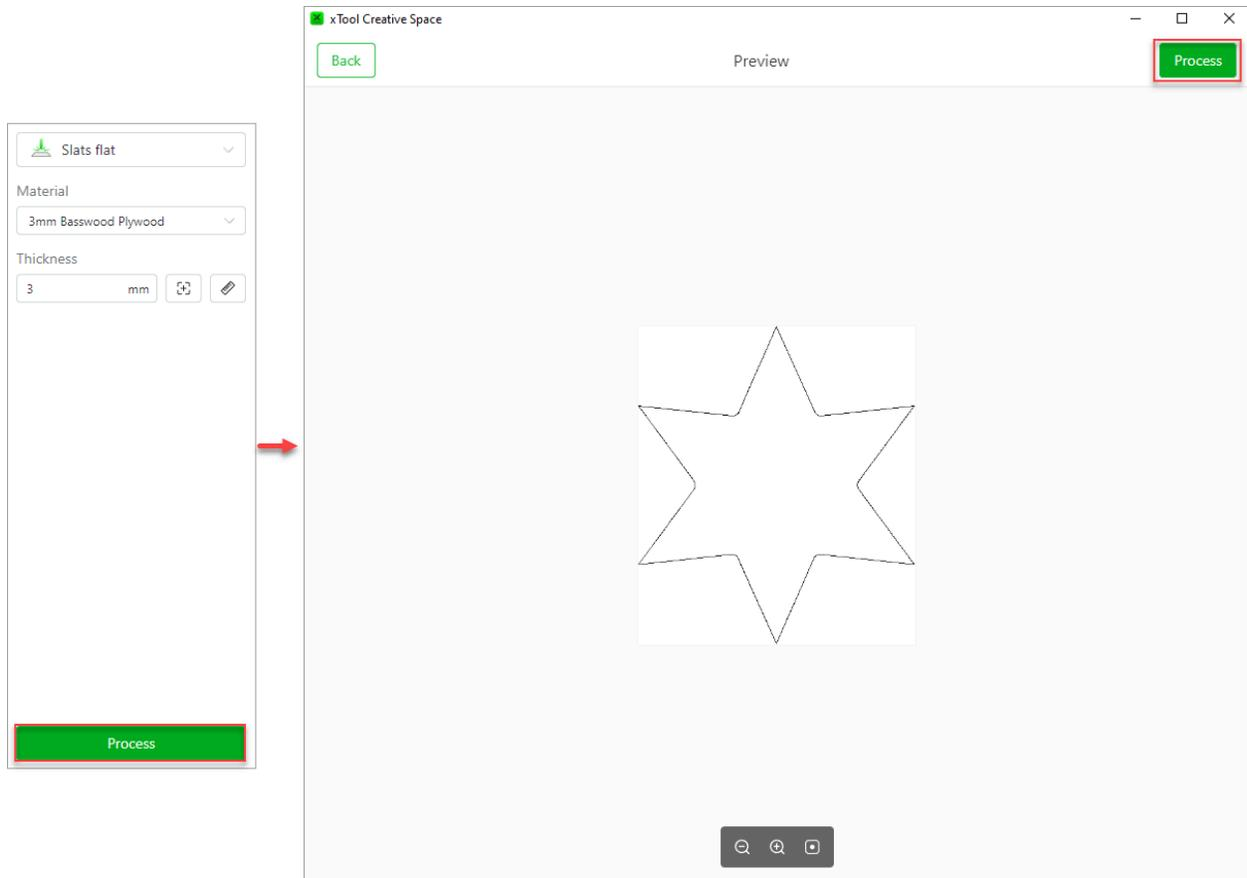 xTool Creative Space
Back
Preview
Process
Slats flat
Material
3mm Basswood Plywood
Thickness
3 mm
Process